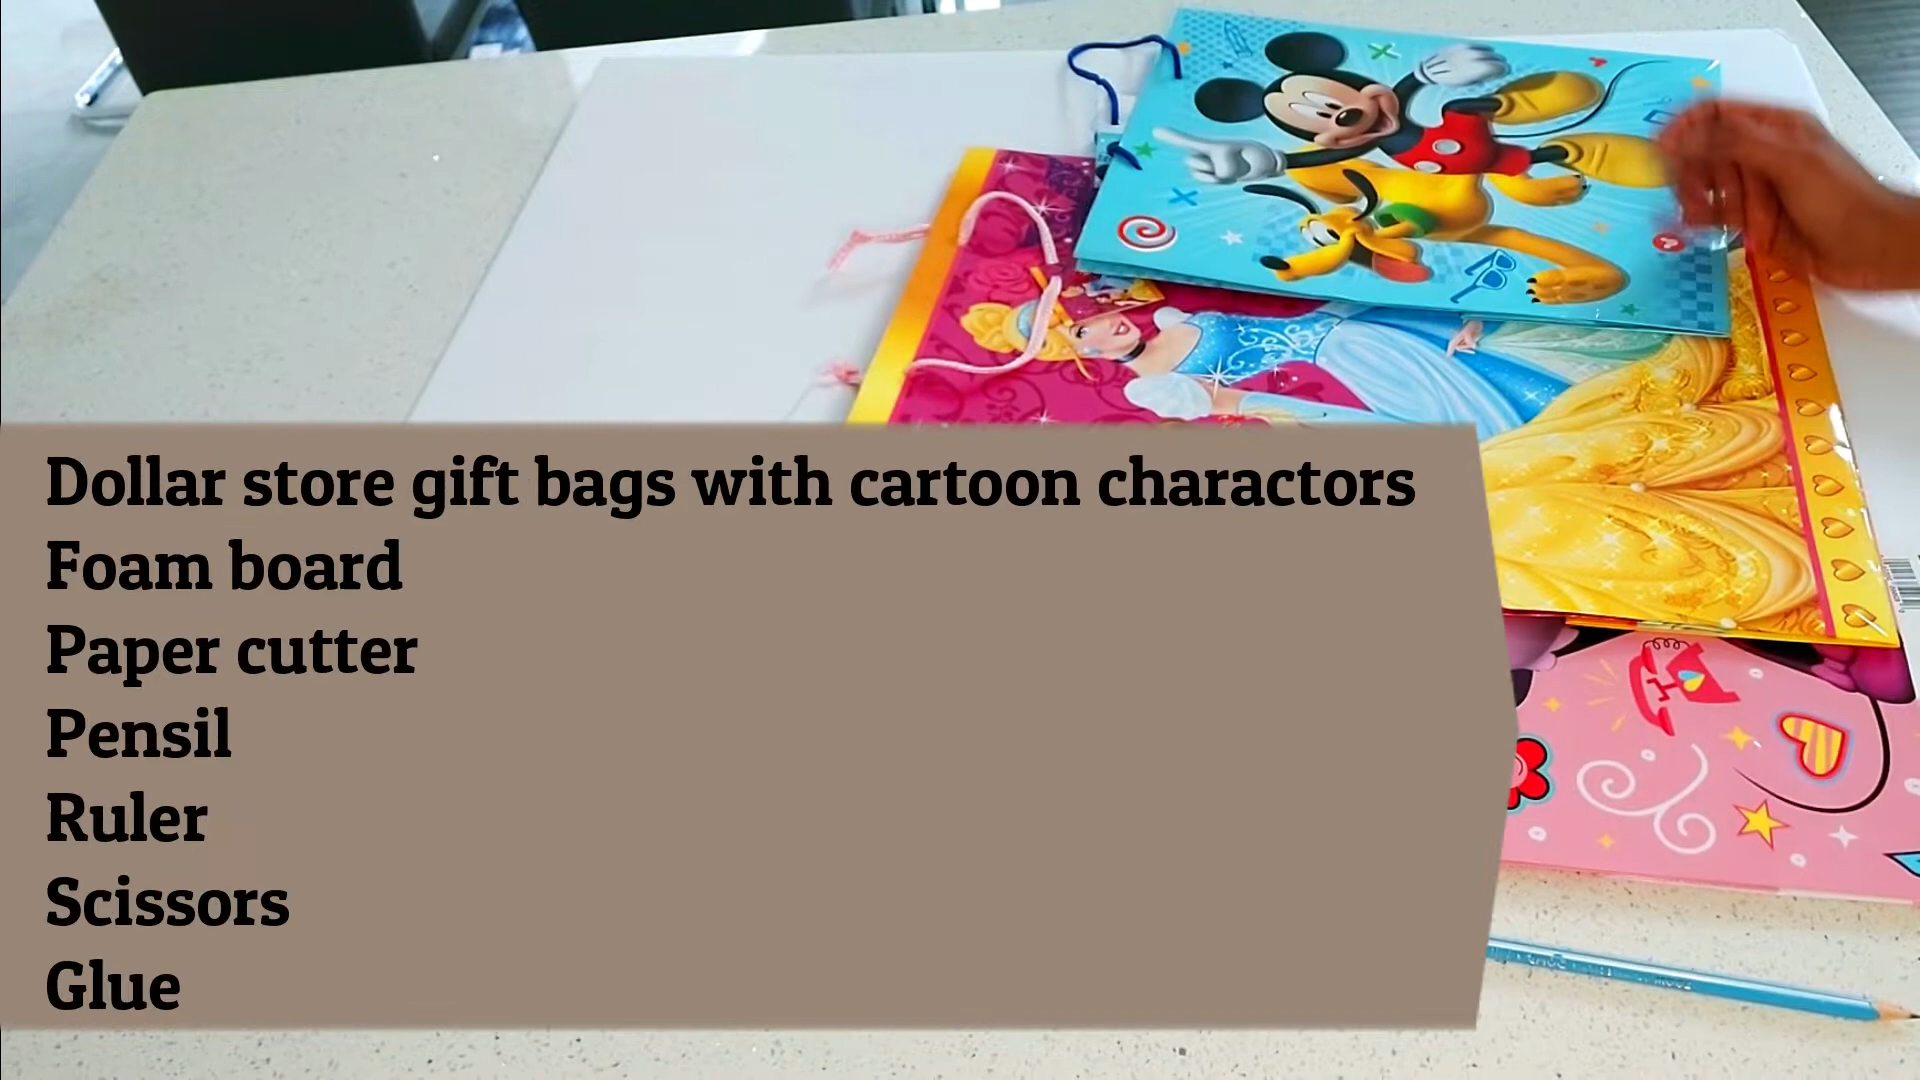 Dollar store gift bags with cartoon charactors
Foam board
Paper cutter
Pensil
Ruler
Scissors
Glue